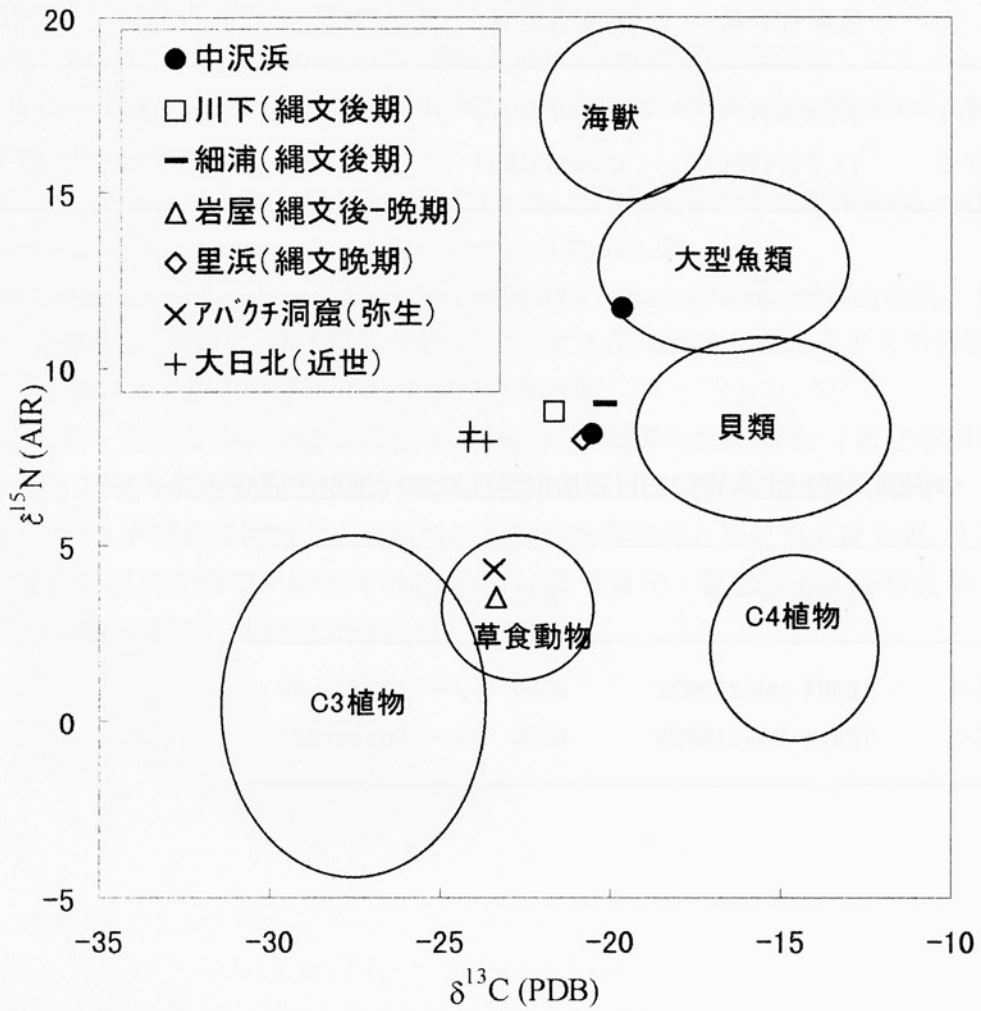 20
15
10
5
0
-5
-35
-30
-25
-20
-15
-10
δ¹⁵N (AIR)
δ¹³C (PDB)
●中沢浜
□川下(縄文後期)
━細浦(縄文後期)
△岩屋(縄文後-晩期)
◇里浜(縄文晩期)
×アバクチ洞窟(弥生)
+大日北(近世)
海獣
大型魚類
貝類
C4植物
草食動物
C3植物